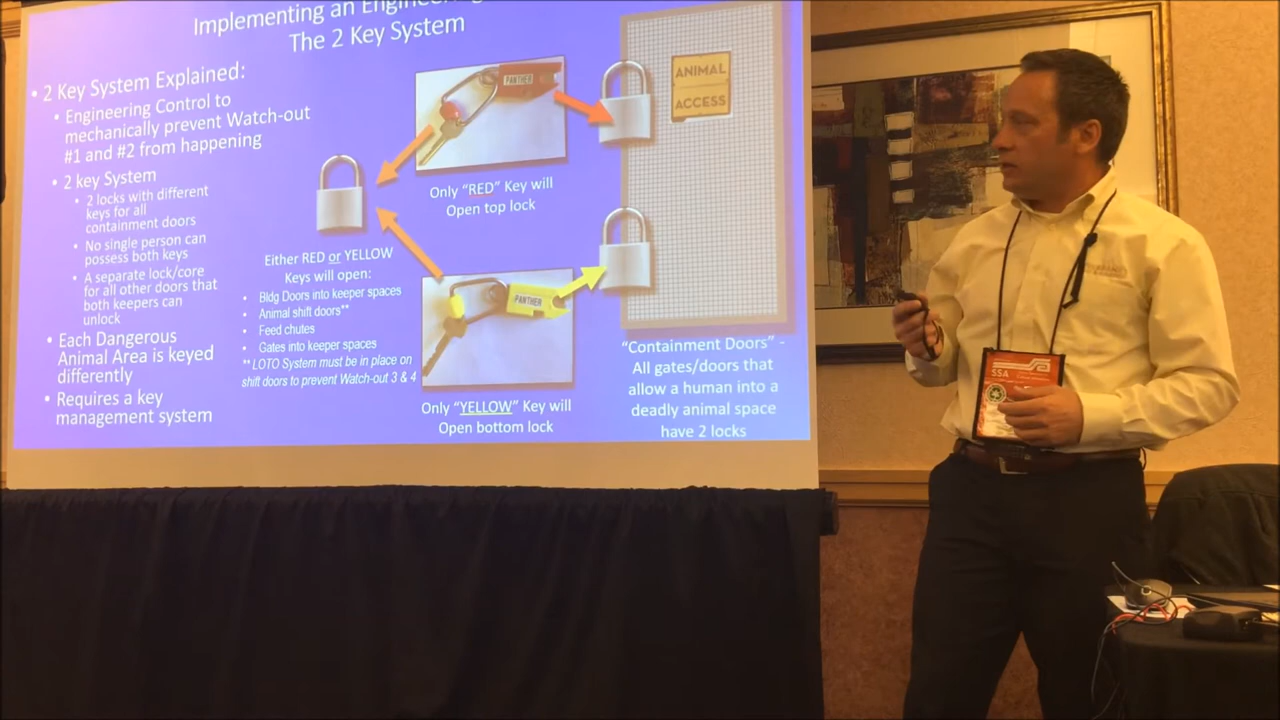 Implementing an Engineering
The 2 Key System
• 2 Key System Explained:
• Engineering Control to
mechanically prevent Watch-out
#1 and #2 from happening
• 2 key System
• 2 locks with different
keys for all
containment doors
• No single person can
possess both keys
• A separate lock/core
for all other doors that
both keepers can
unlock
• Each Dangerous
Animal Area is keyed
differently
• Requires a key
management system
Either RED or YELLOW
Keys will open:
• Bldg Doors into keeper spaces
• Animal shift doors**
• Feed chutes
• Gates into keeper spaces
** LOTO System must be in place on
shift doors to prevent Watch-out 3 & 4
PANTHER
Only “RED” Key will
Open top lock
PANTHER
Only “YELLOW” Key will
Open bottom lock
ANIMAL
ACCESS
“Containment Doors” -
All gates/doors that
allow a human into a
deadly animal space
have 2 locks
SSA